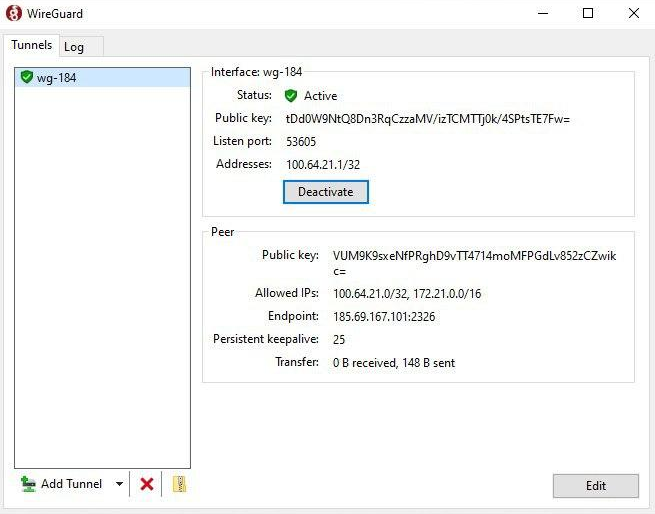 WireGuard
Tunnels
Log
wg-184
Interface: wg-184
Status: Active
Public key: tDd0W9NtQ8Dn3RqCzzaMV/izTCMTTj0k/4SPtsTE7Fw=
Listen port: 53605
Addresses: 100.64.21.1/32
Deactivate
Peer
Public key: VUM9K9sxeNfPRghD9vTT4714moMFPGdLv852zCZwik
c=
Allowed IPs: 100.64.21.0/32, 172.21.0.0/16
Endpoint: 185.69.167.101:2326
Persistent keepalive: 25
Transfer: 0 B received, 148 B sent
Add Tunnel
Edit